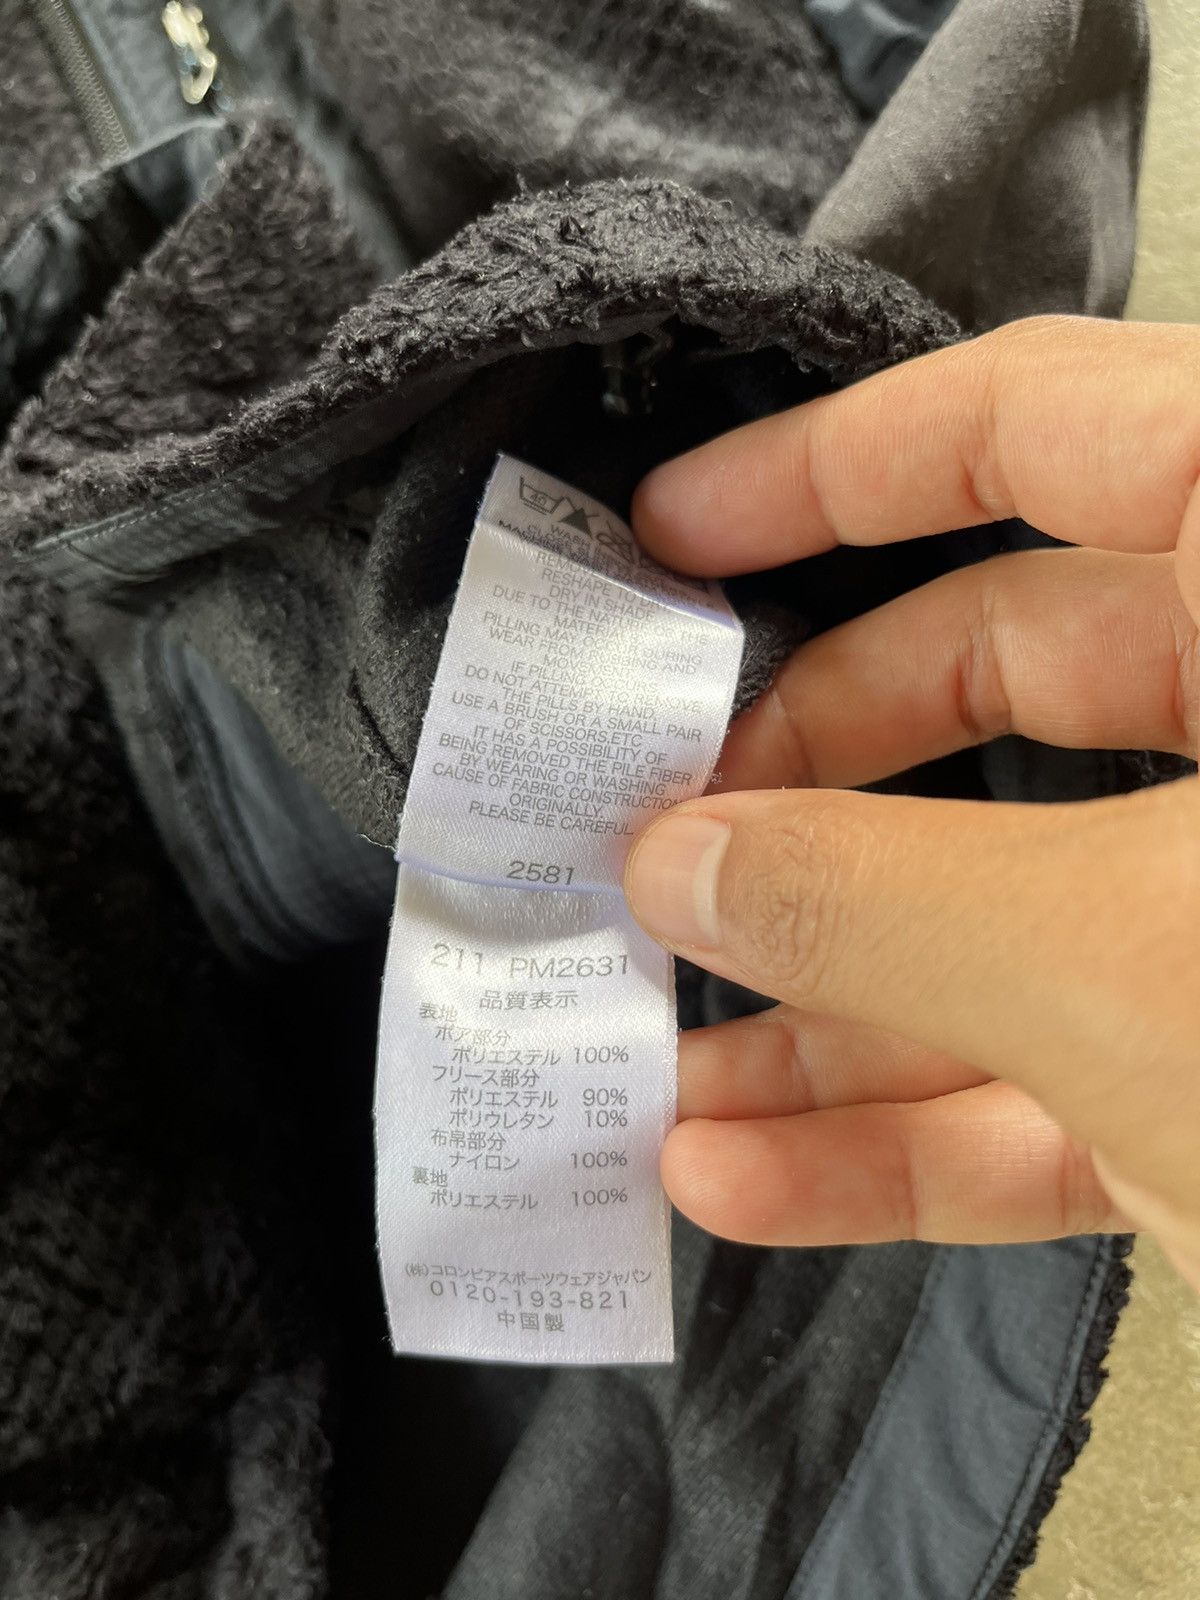 40
REMOVE
RESHAPE TO DRY
DRY IN SHADE
DUE TO THE NATURE OF THE
MATERIAL
PILLING MAY OCCUR DURING
WEAR FROM RUBBING AND
MOVEMENT
IF PILLING OCCURS
DO NOT ATTEMPT TO REMOVE
THE PILLS BY HAND,
USE A BRUSH OR A SMALL PAIR
OF SCISSORS,ETC
IT HAS A POSSIBILITY OF
BEING REMOVED THE PILE FIBER
BY WEARING OR WASHING
CAUSE OF FABRIC CONSTRUCTION
ORIGINALLY.
PLEASE BE CAREFUL
2581
211 PM2631
品質表示
表地
ボア部分
ポリエステル 100%
フリース部分
ポリエステル 90%
ポリウレタン 10%
布帛部分
ナイロン 100%
裏地
ポリエステル 100%
(株)コロンビアスポーツウェアジャパン
0120-193-821
中国製